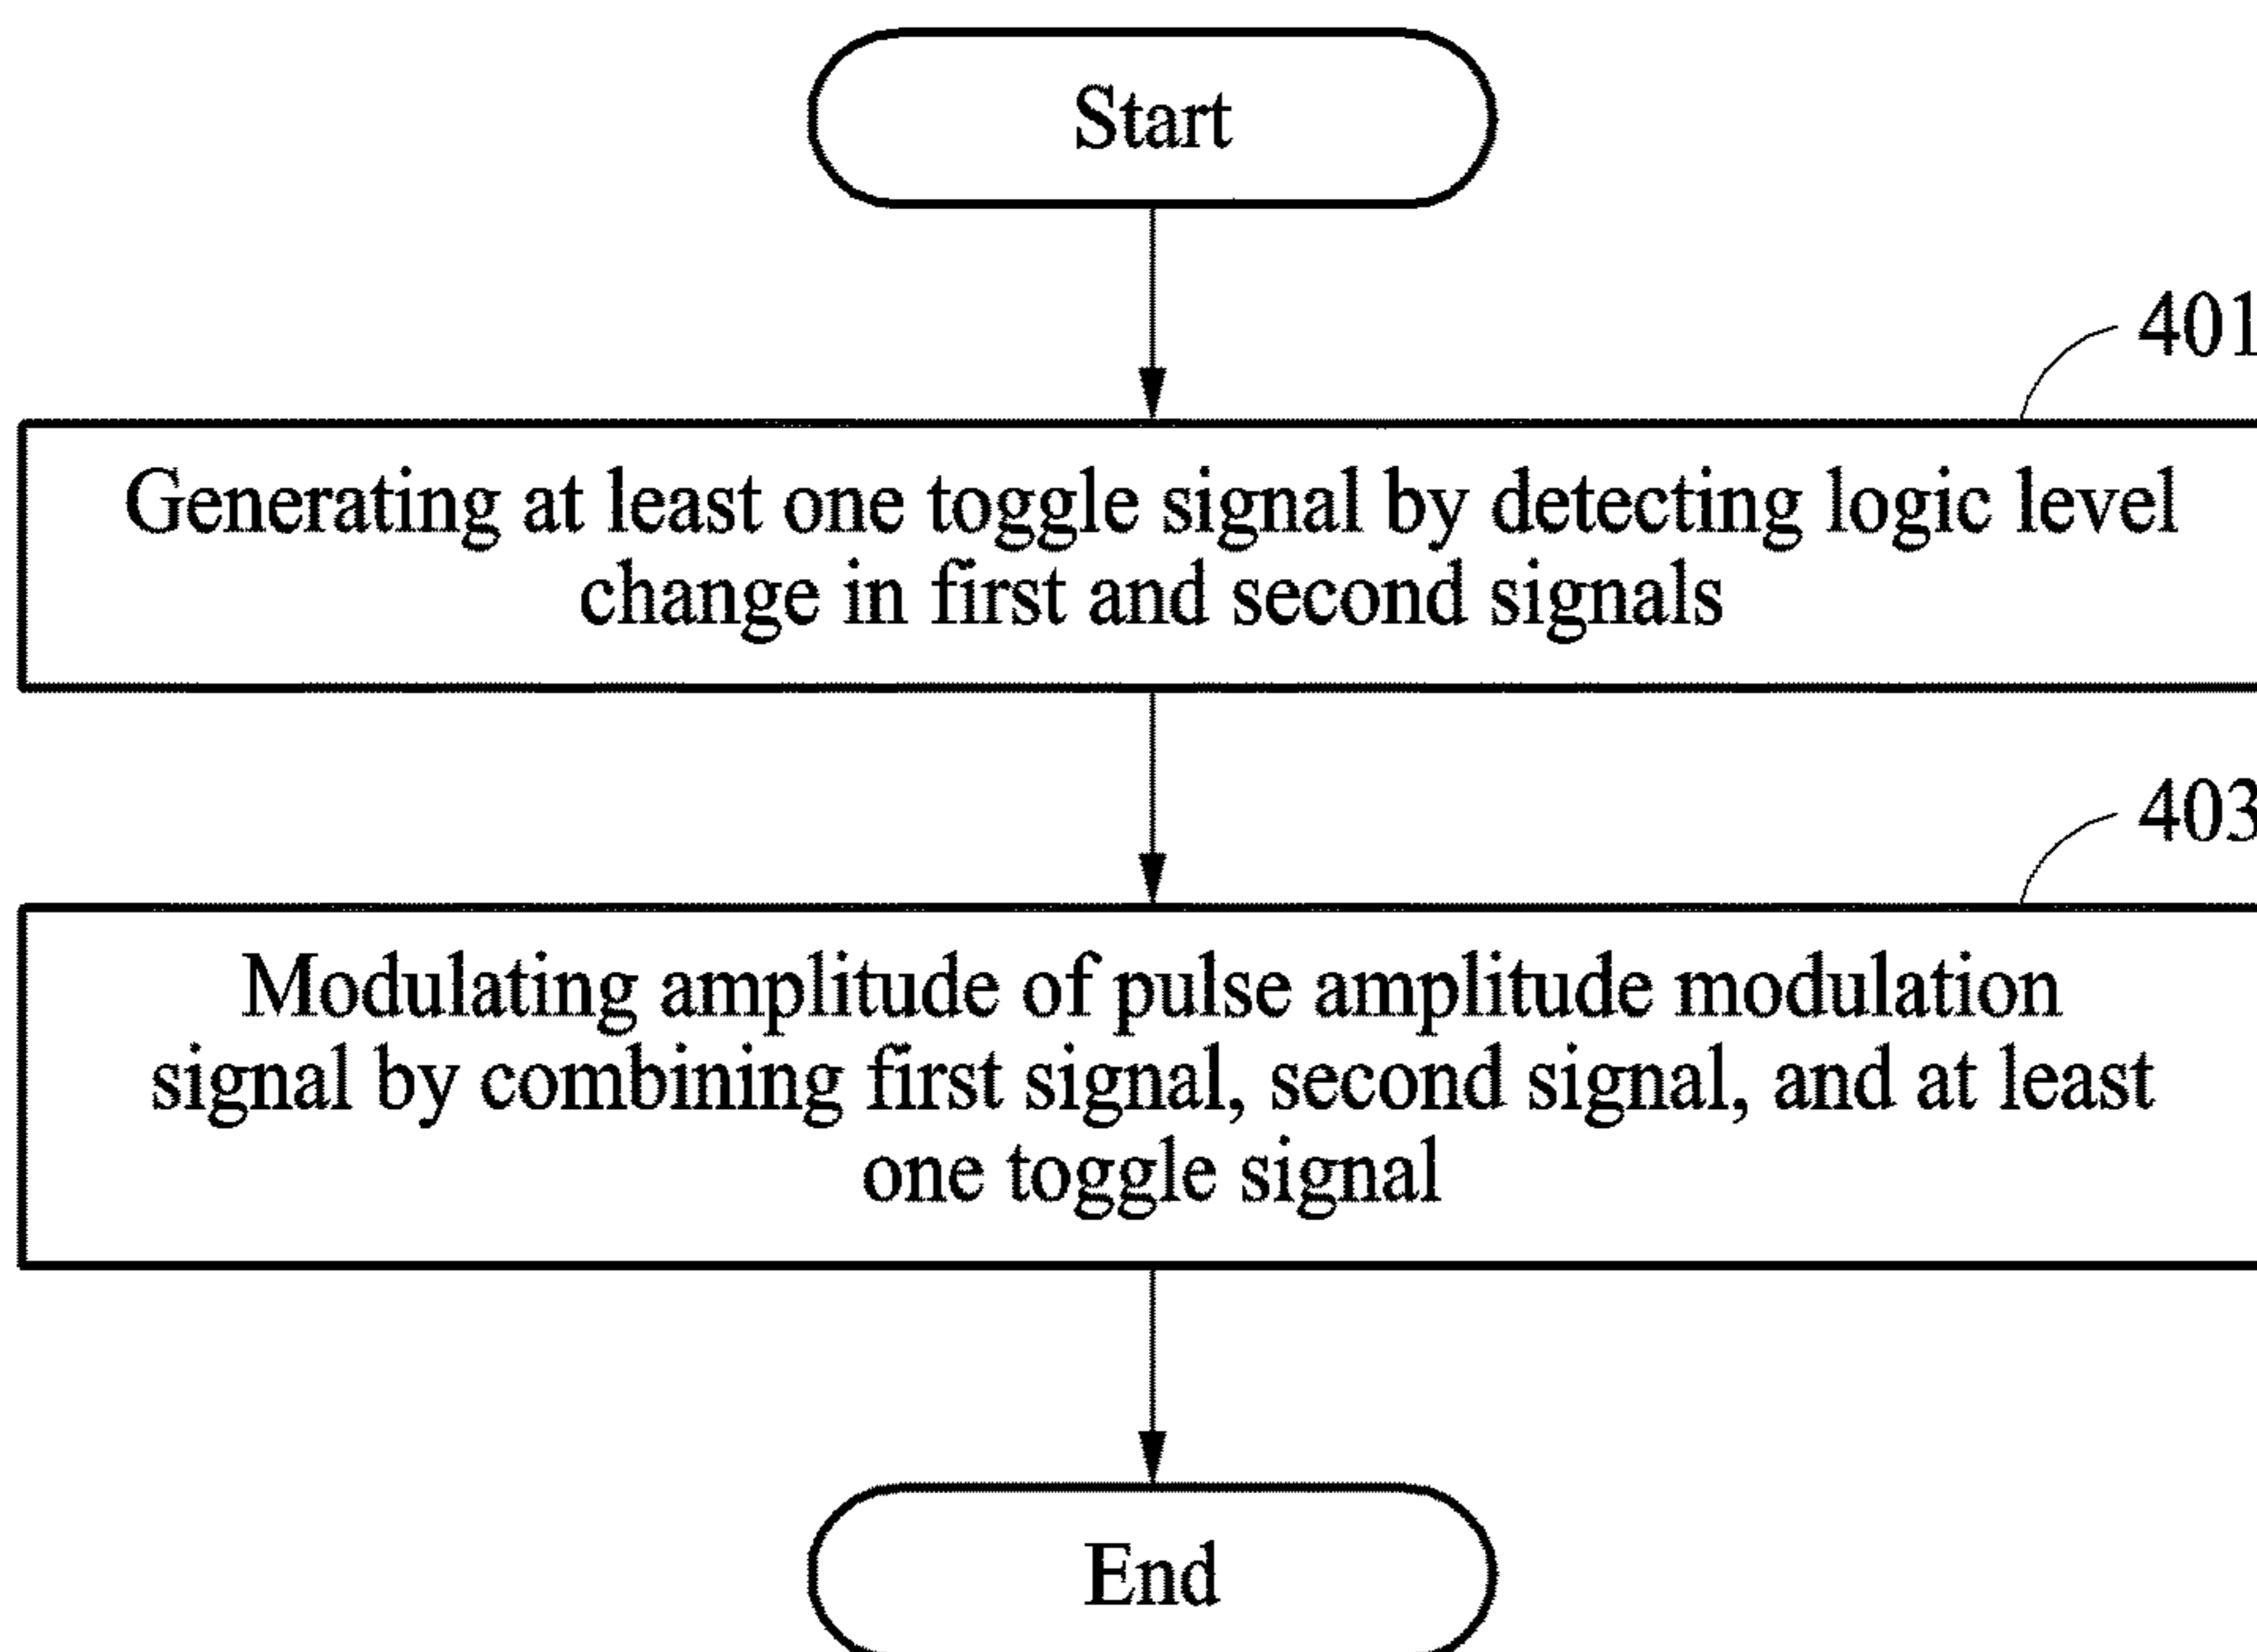 Start
401
Generating at least one toggle signal by detecting logic level
change in first and second signals
403
Modulating amplitude of pulse amplitude modulation
signal by combining first signal, second signal, and at least
one toggle signal
End